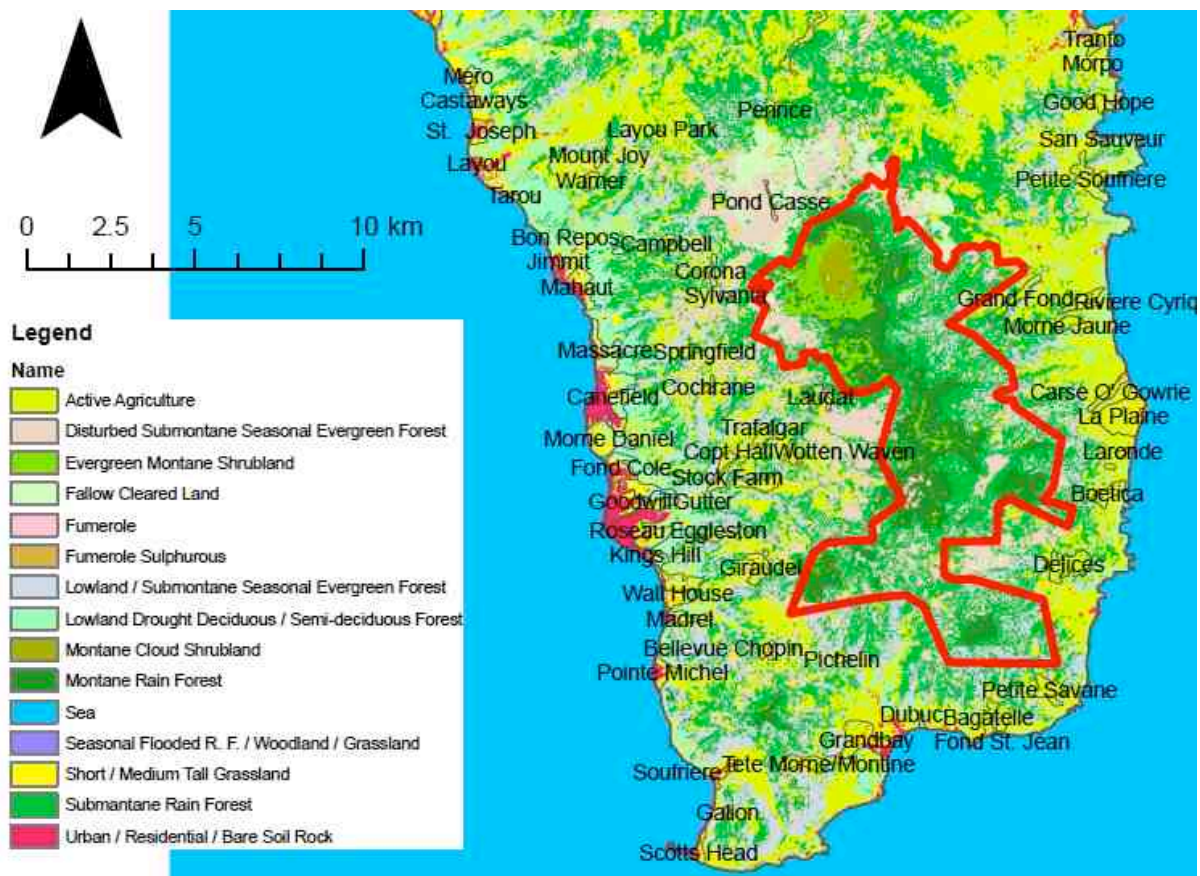 Tranto
Morpo
Mero
Castaways
Good Hope
Penrice
St. Joseph
Layou Park
San Sauveur
Layou
Mount Joy
Warner
Petite Soufriere
Tarou
Pond Casse
0 2.5 5 10 km
Bon Repos
Campbell
Jimmit
Corona
Mahaut
Sylvania
Grand Fond
Riviere Cyriq
Morne Jaune
Legend
Name
Massacre
Springfield
Cochrane
Canefield
Laudat
Carse O' Gowrie
La Plaine
Trafalgar
Morne Daniel
Copt Hall
Wotten Waven
Laronde
Fond Cole
Stock Farm
Boetica
Goodwill
Gutter
Roseau
Eggleston
Kings Hill
Giraudel
Delices
Wall House
Madrel
Bellevue Chopin
Pichelin
Pointe Michel
Petite Savane
Dubuc
Bagatelle
Grandbay
Fond St. Jean
Soufriere
Tete Morne/Montine
Galion
Scotts Head
Active Agriculture
Disturbed Submontane Seasonal Evergreen Forest
Evergreen Montane Shrubland
Fallow Cleared Land
Fumerole
Fumerole Sulphurous
Lowland / Submontane Seasonal Evergreen Forest
Lowland Drought Deciduous / Semi-deciduous Forest
Montane Cloud Shrubland
Montane Rain Forest
Sea
Seasonal Flooded R. F. / Woodland / Grassland
Short / Medium Tall Grassland
Submantane Rain Forest
Urban / Residential / Bare Soil Rock